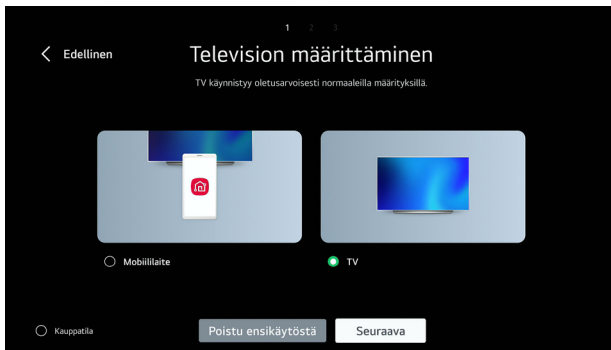 1 2 3
Edellinen
Television määrittäminen
TV käynnistyy oletusarvoisesti normaaleilla määrityksillä.
Mobiililaite
TV
Kauppatila
Poistu ensikäytöstä
Seuraava